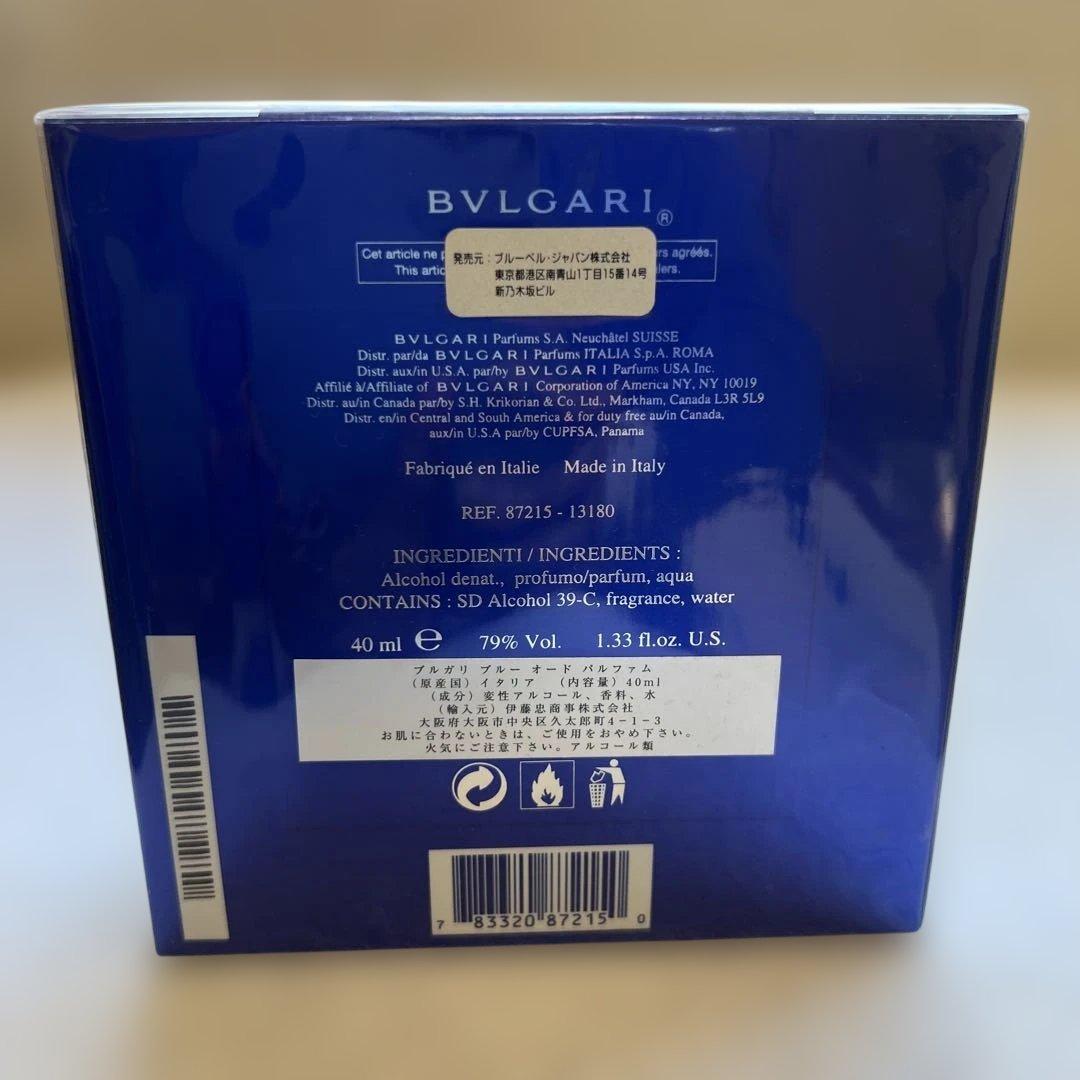 BVLGARI®
Cet article ne
This
rs agréés.
lers.
発売元：ブルーベル・ジャパン株式会社
東京都港区南青山1丁目15番14号
新乃木坂ビル
BVLGARI Parfums S.A. Neuchâtel SUISSE
Distr. par/da BVLGARI Parfums ITALIA S.p.A. ROMA
Distr. aux/in U.S.A. par/by BVLGARI Parfums USA Inc.
Affilié à/Affiliate of BVLGARI Corporation of America NY, NY 10019
Distr. au/in Canada par/by S.H. Krikorian & Co. Ltd., Markham, Canada L3R 5L9
Distr. en/in Central and South America & for duty free au/in Canada,
aux/in U.S.A par/by CUPFSA, Panama
Fabriqué en Italie Made in Italy
REF. 87215 - 13180
INGREDIENTI / INGREDIENTS :
Alcohol denat., profumo/parfum, aqua
CONTAINS : SD Alcohol 39-C, fragrance, water
40 ml ℮ 79% Vol. 1.33 fl.oz. U.S.
ブルガリ ブルー オード パルファム
（原産国）イタリア （内容量）40ml
（成分）変性アルコール、香料、水
（輸入元）伊藤忠商事株式会社
大阪府大阪市中央区久太郎町4－1－3
お肌に合わないときは、ご使用をおやめ下さい。
火気にご注意下さい。アルコール類
7 83320 87215 0